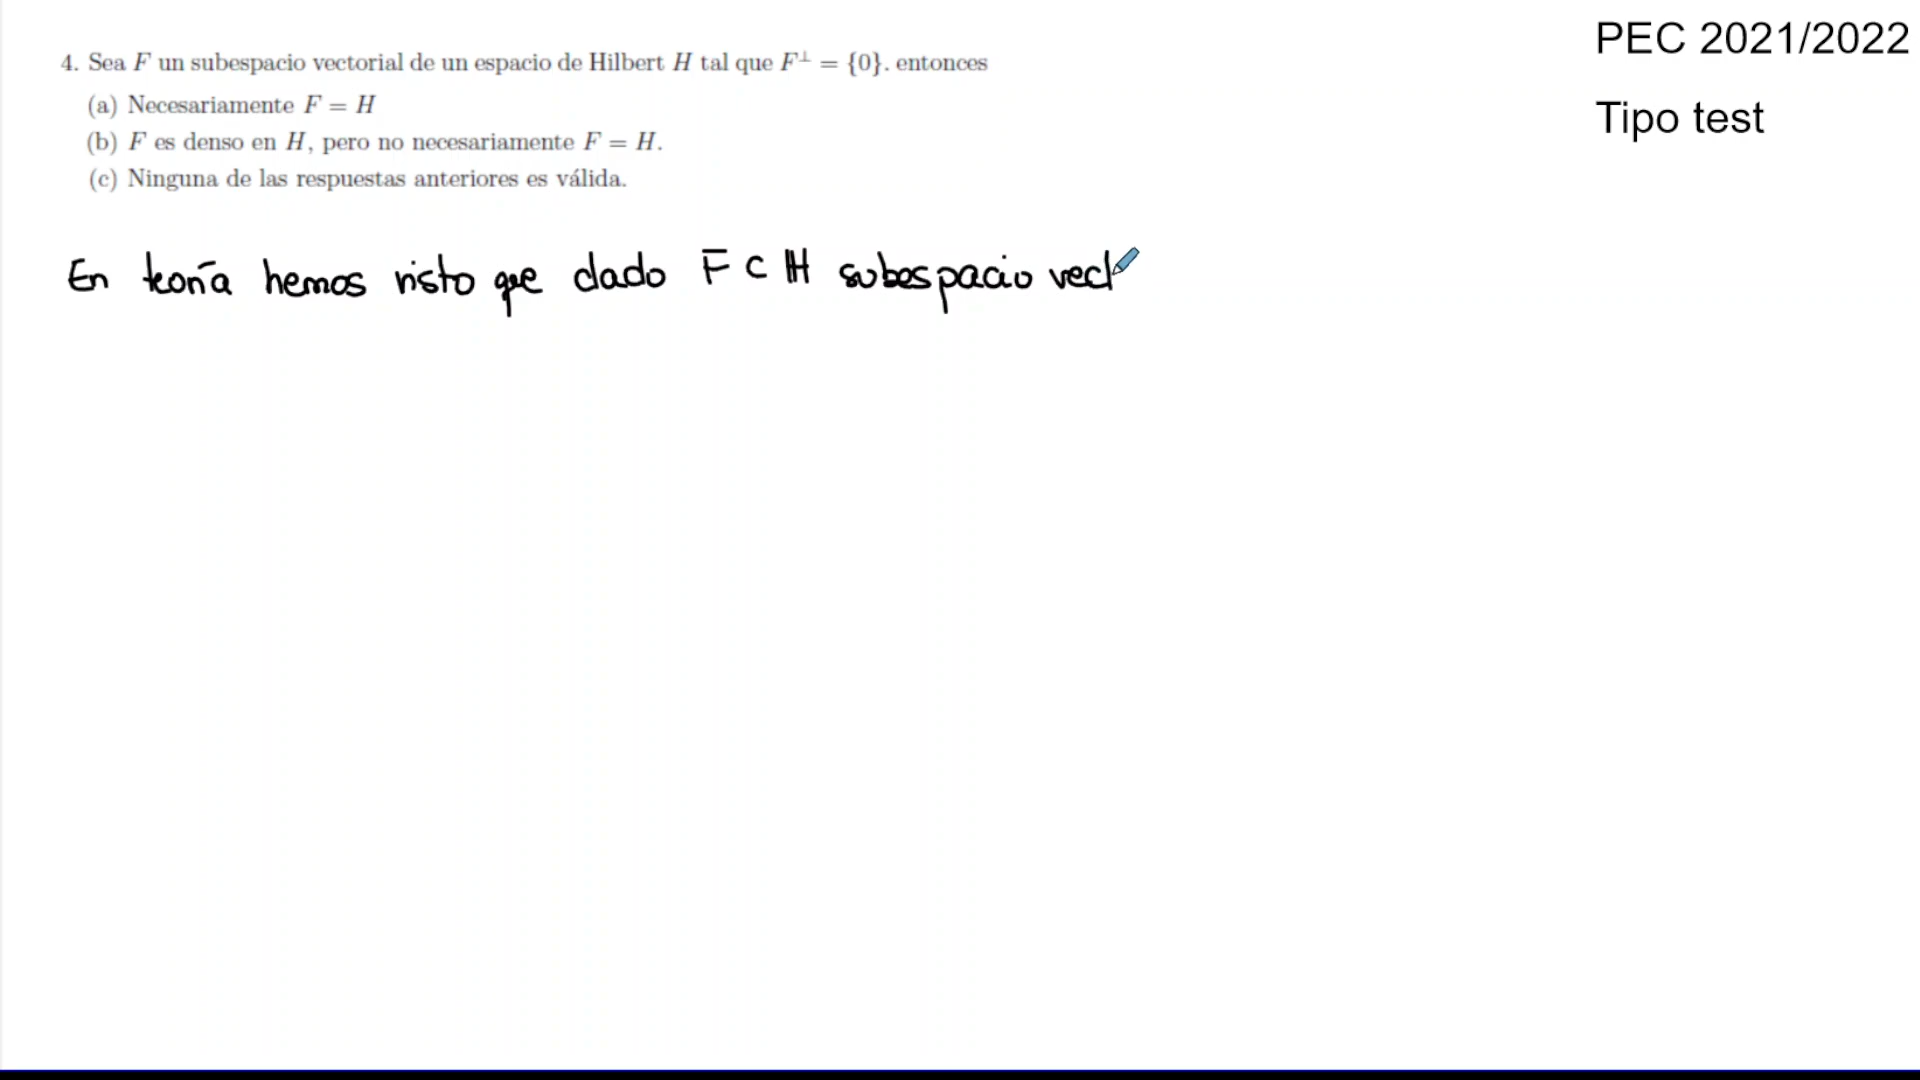 PEC 2021/2022
Tipo test
4. Sea F un subespacio vectorial de un espacio de Hilbert H tal que F⊥ = {0}. entonces
(a) Necesariamente F = H
(b) F es denso en H, pero no necesariamente F = H.
(c) Ninguna de las respuestas anteriores es válida.
En teoría hemos visto que dado F ⊂ H subespacio vect